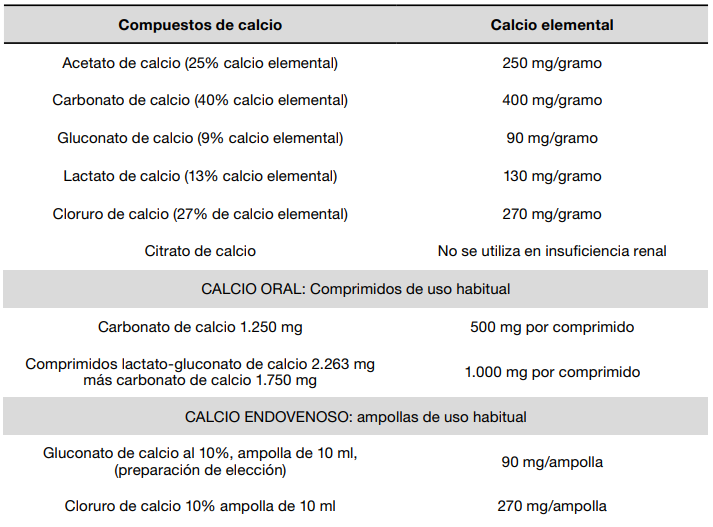 Compuestos de calcio Calcio elemental
Acetato de calcio (25% calcio elemental) 250 mg/gramo
Carbonato de calcio (40% calcio elemental) 400 mg/gramo
Gluconato de calcio (9% calcio elemental) 90 mg/gramo
Lactato de calcio (13% calcio elemental) 130 mg/gramo
Cloruro de calcio (27% de calcio elemental) 270 mg/gramo
Citrato de calcio No se utiliza en insuficiencia renal
CALCIO ORAL: Comprimidos de uso habitual
Carbonato de calcio 1.250 mg 500 mg por comprimido
Comprimidos lactato-gluconato de calcio 2.263 mg
más carbonato de calcio 1.750 mg 1.000 mg por comprimido
CALCIO ENDOVENOSO: ampollas de uso habitual
Gluconato de calcio al 10%, ampolla de 10 ml,
(preparación de elección) 90 mg/ampolla
Cloruro de calcio 10% ampolla de 10 ml 270 mg/ampolla